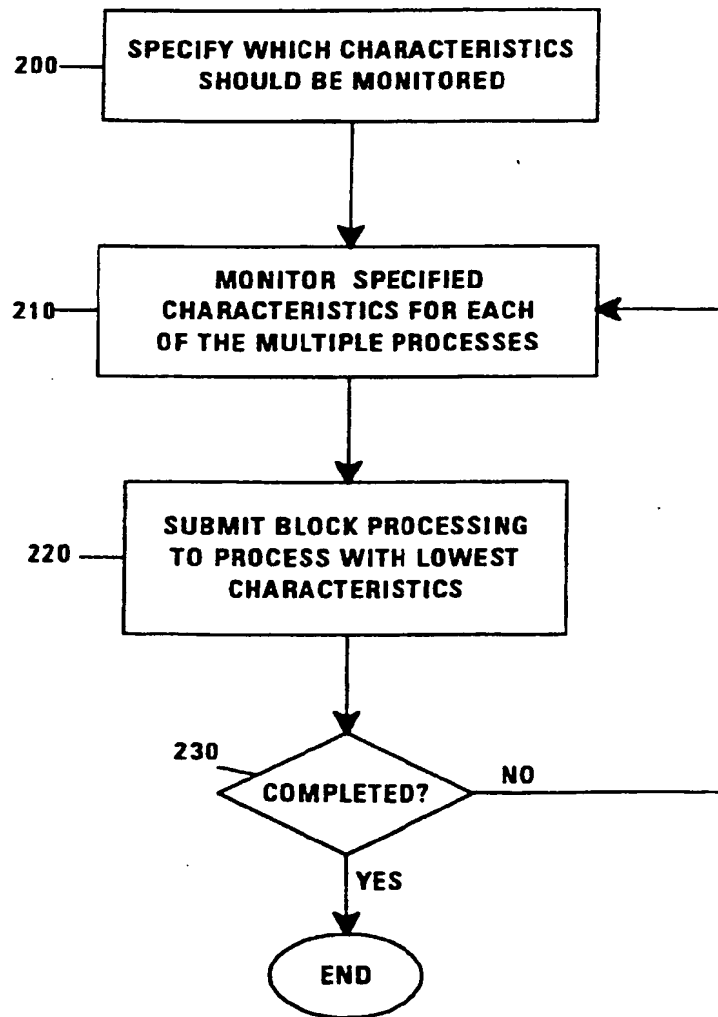 200
SPECIFY WHICH CHARACTERISTICS
SHOULD BE MONITORED
210
MONITOR SPECIFIED
CHARACTERISTICS FOR EACH
OF THE MULTIPLE PROCESSES
220
SUBMIT BLOCK PROCESSING
TO PROCESS WITH LOWEST
CHARACTERISTICS
230
COMPLETED?
NO
YES
END